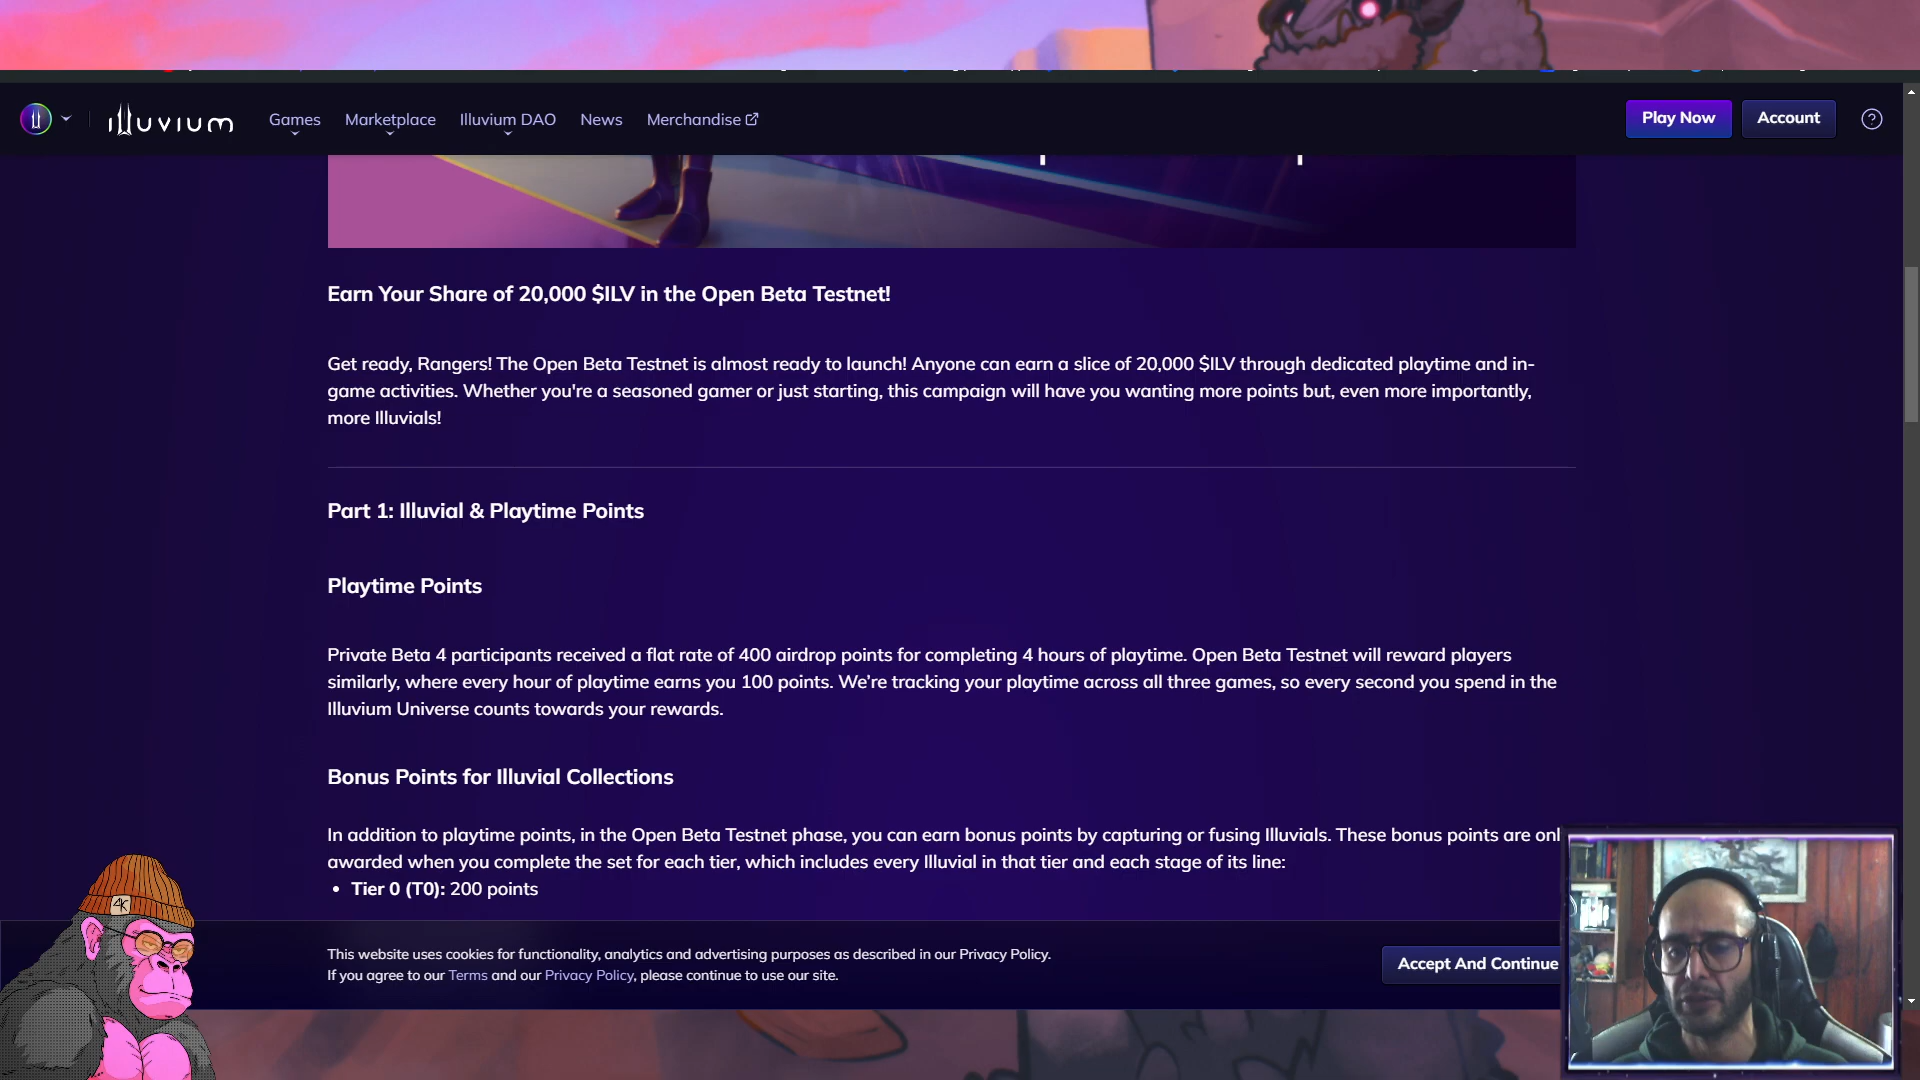 ılluvıum
Games
Marketplace
Illuvium DAO
News
Merchandise
Play Now
Account
Earn Your Share of 20,000 $ILV in the Open Beta Testnet!
Get ready, Rangers! The Open Beta Testnet is almost ready to launch! Anyone can earn a slice of 20,000 $ILV through dedicated playtime and in-
game activities. Whether you're a seasoned gamer or just starting, this campaign will have you wanting more points but, even more importantly,
more Illuvials!
Part 1: Illuvial & Playtime Points
Playtime Points
Private Beta 4 participants received a flat rate of 400 airdrop points for completing 4 hours of playtime. Open Beta Testnet will reward players
similarly, where every hour of playtime earns you 100 points. We're tracking your playtime across all three games, so every second you spend in the
Illuvium Universe counts towards your rewards.
Bonus Points for Illuvial Collections
In addition to playtime points, in the Open Beta Testnet phase, you can earn bonus points by capturing or fusing Illuvials. These bonus points are onl
awarded when you complete the set for each tier, which includes every Illuvial in that tier and each stage of its line:
• Tier 0 (T0): 200 points
4K
This website uses cookies for functionality, analytics and advertising purposes as described in our Privacy Policy.
If you agree to our Terms and our Privacy Policy, please continue to use our site.
Accept And Continue